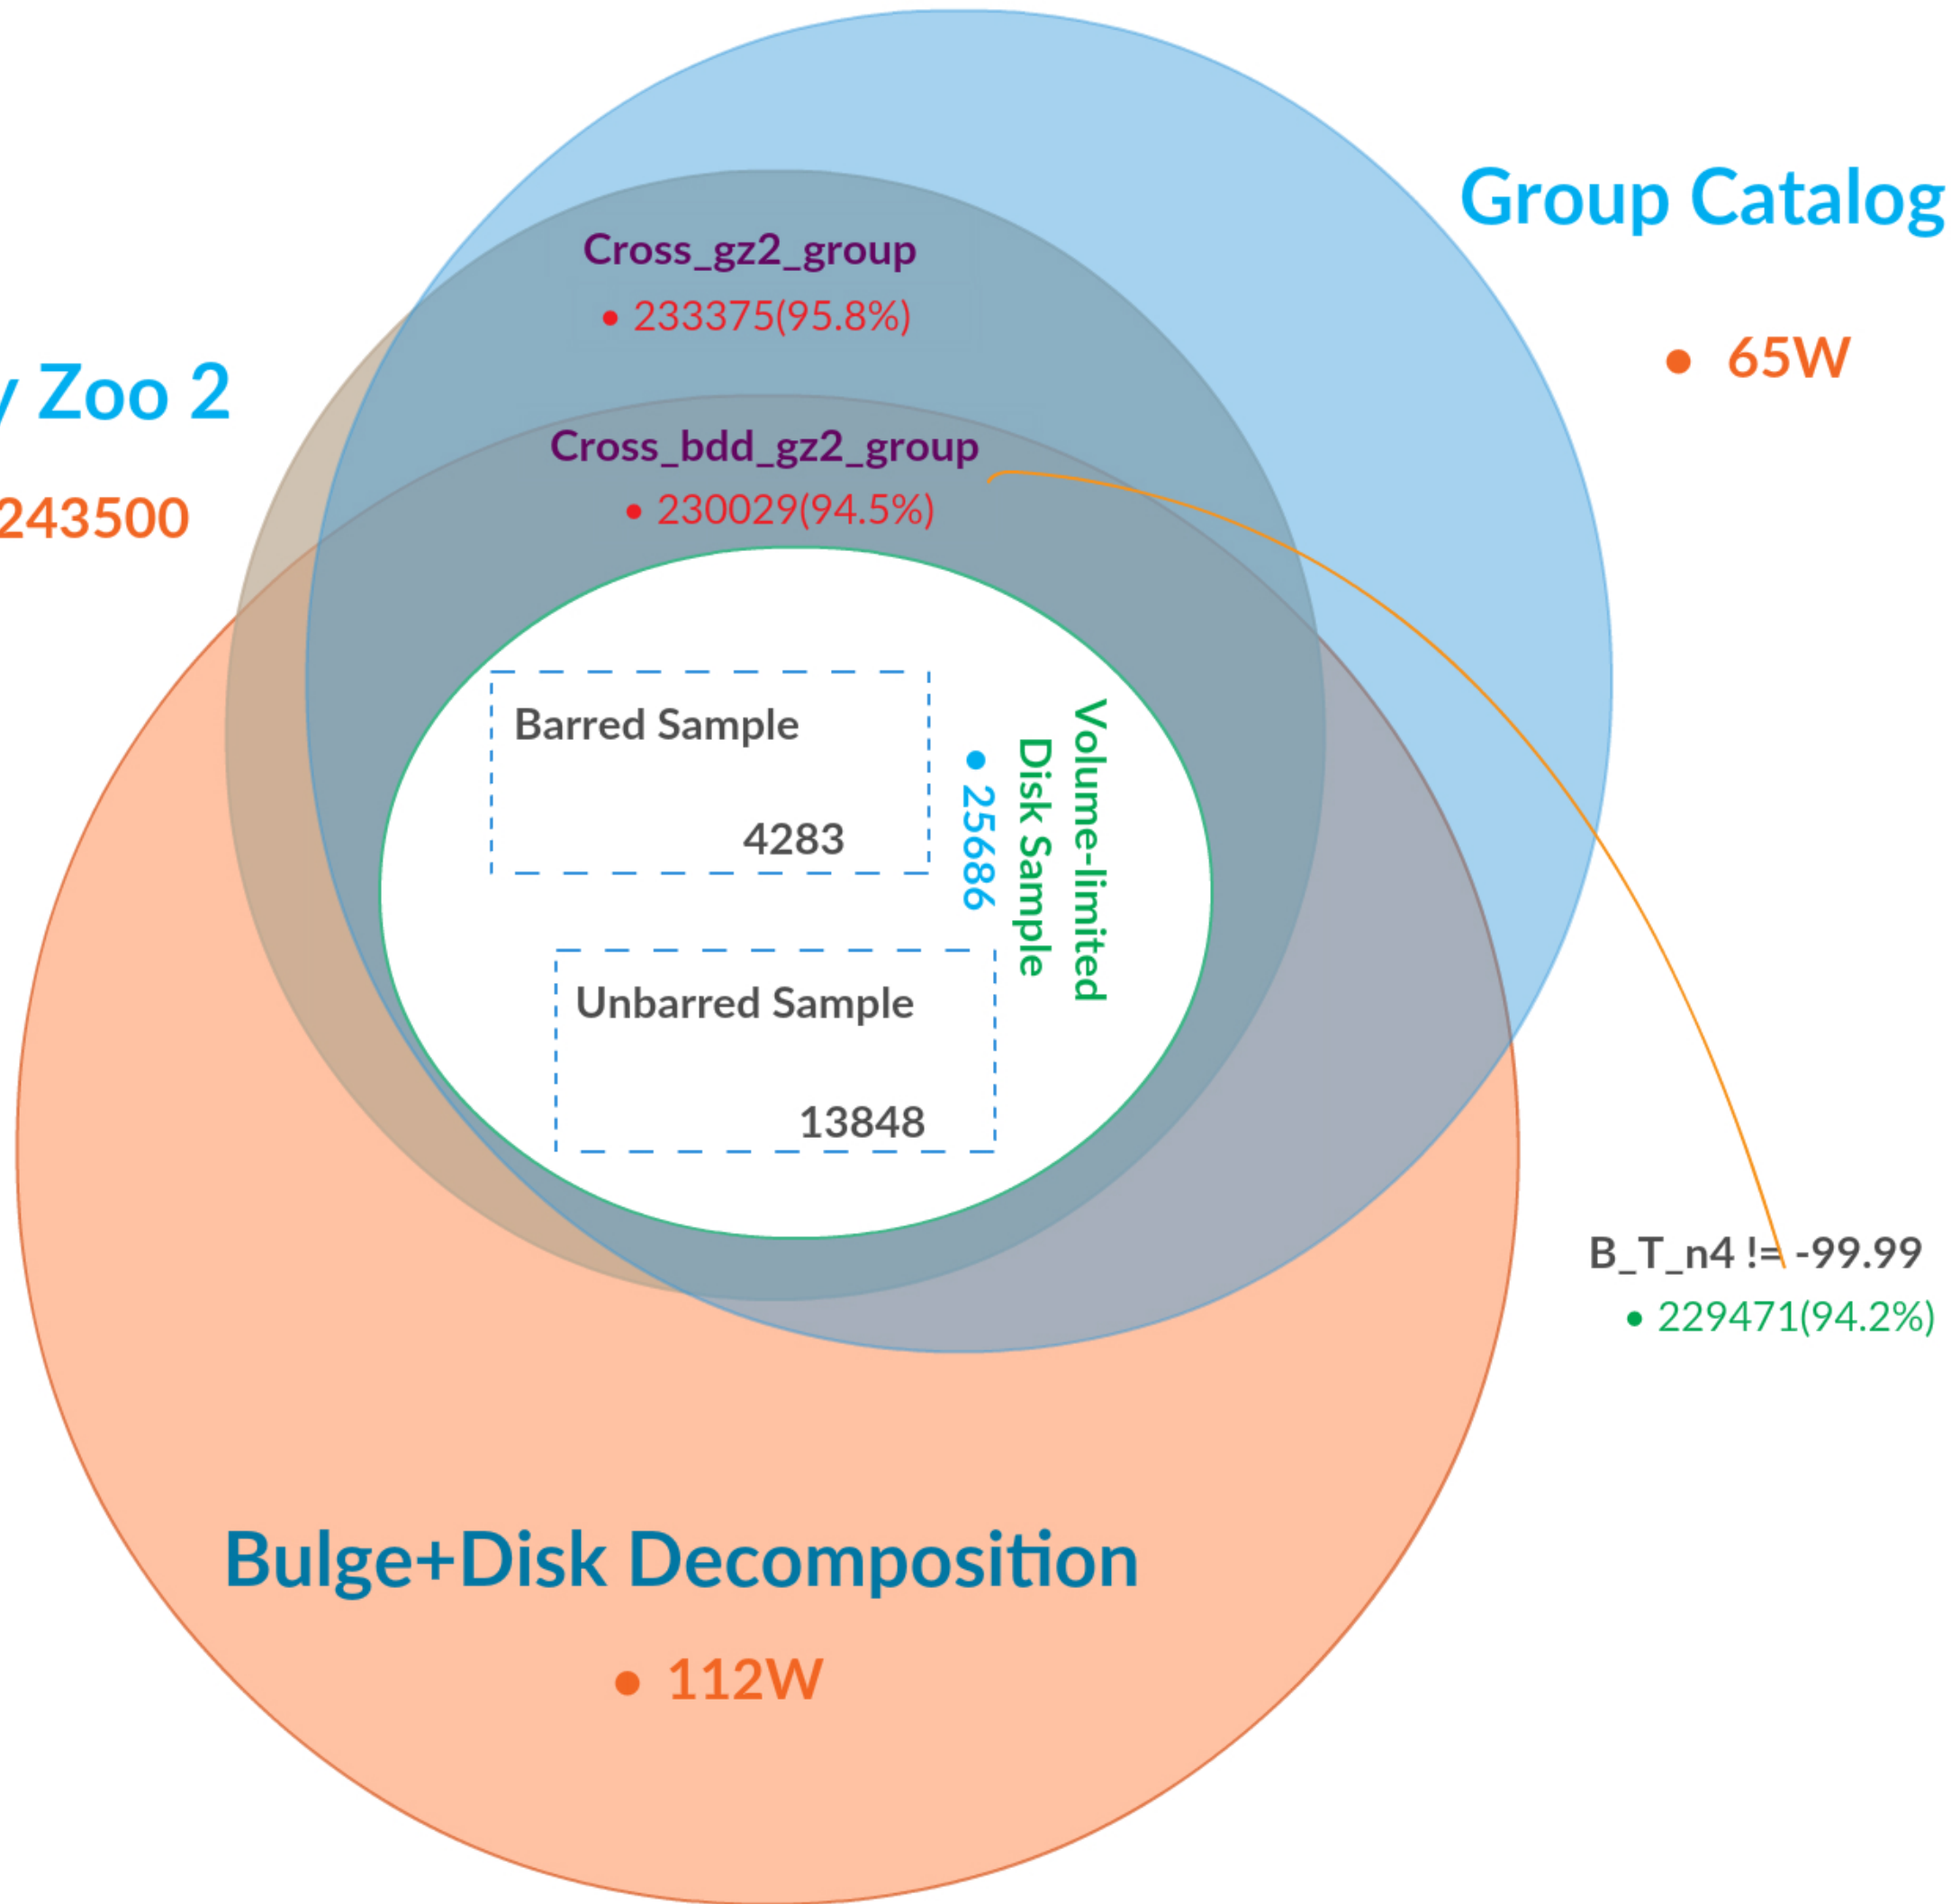 Group Catalog
• 65W
Cross_gz2_group
• 233375(95.8%)
y Zoo 2
243500
Cross_bdd_gz2_group
• 230029(94.5%)
Barred Sample
4283
Volume-limited
Disk Sample
• 25686
Unbarred Sample
13848
B_T_n4 != -99.99
• 229471(94.2%)
Bulge+Disk Decomposition
• 112W